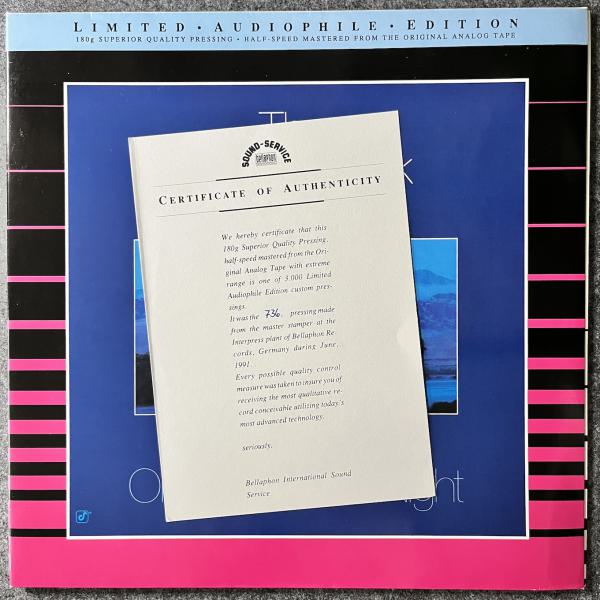 LIMITED · AUDIOPHILE · EDITION
180g SUPERIOR QUALITY PRESSING · HALF-SPEED MASTERED FROM THE ORIGINAL ANALOG TAPE
SOUND-SERVICE
bellaphon
CERTIFICATE OF AUTHENTICITY
We hereby certificate that this
180g Superior Quality Pressing,
half-speed mastered from the Ori-
ginal Analog Tape with extreme
range is one of 3.000 Limited
Audiophile Edition custom pres-
sings.
It was the 736. pressing made
from the master stamper at the
Interpress plant of Bellaphon Re-
cords, Germany during June,
1991.
Every possible quality control
measure was taken to insure you of
receiving the most qualitative re-
cord conceivable utilizing today's
most advanced technology.
seriously,
Bellaphon International Sound
Service